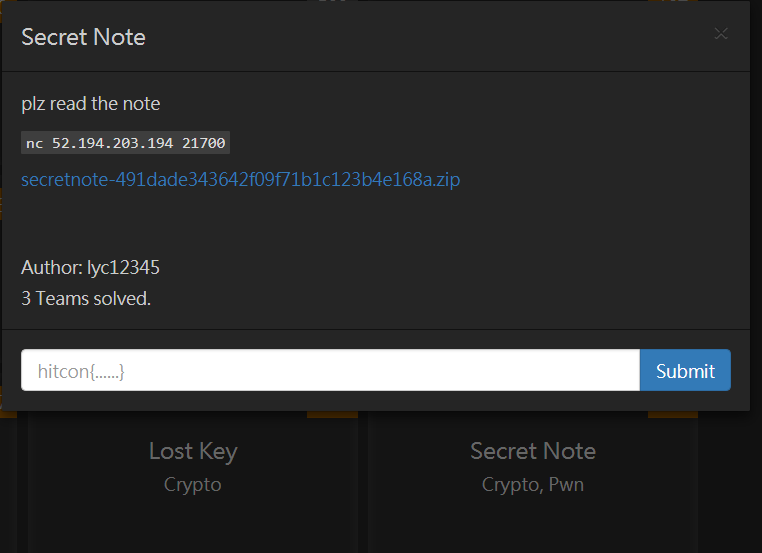 Secret Note
×
plz read the note
nc 52.194.203.194 21700
secretnote-491dade343642f09f71b1c123b4e168a.zip
Author: lyc12345
3 Teams solved.
hitcon{......}
Submit
Lost Key
Secret Note
Crypto
Crypto, Pwn